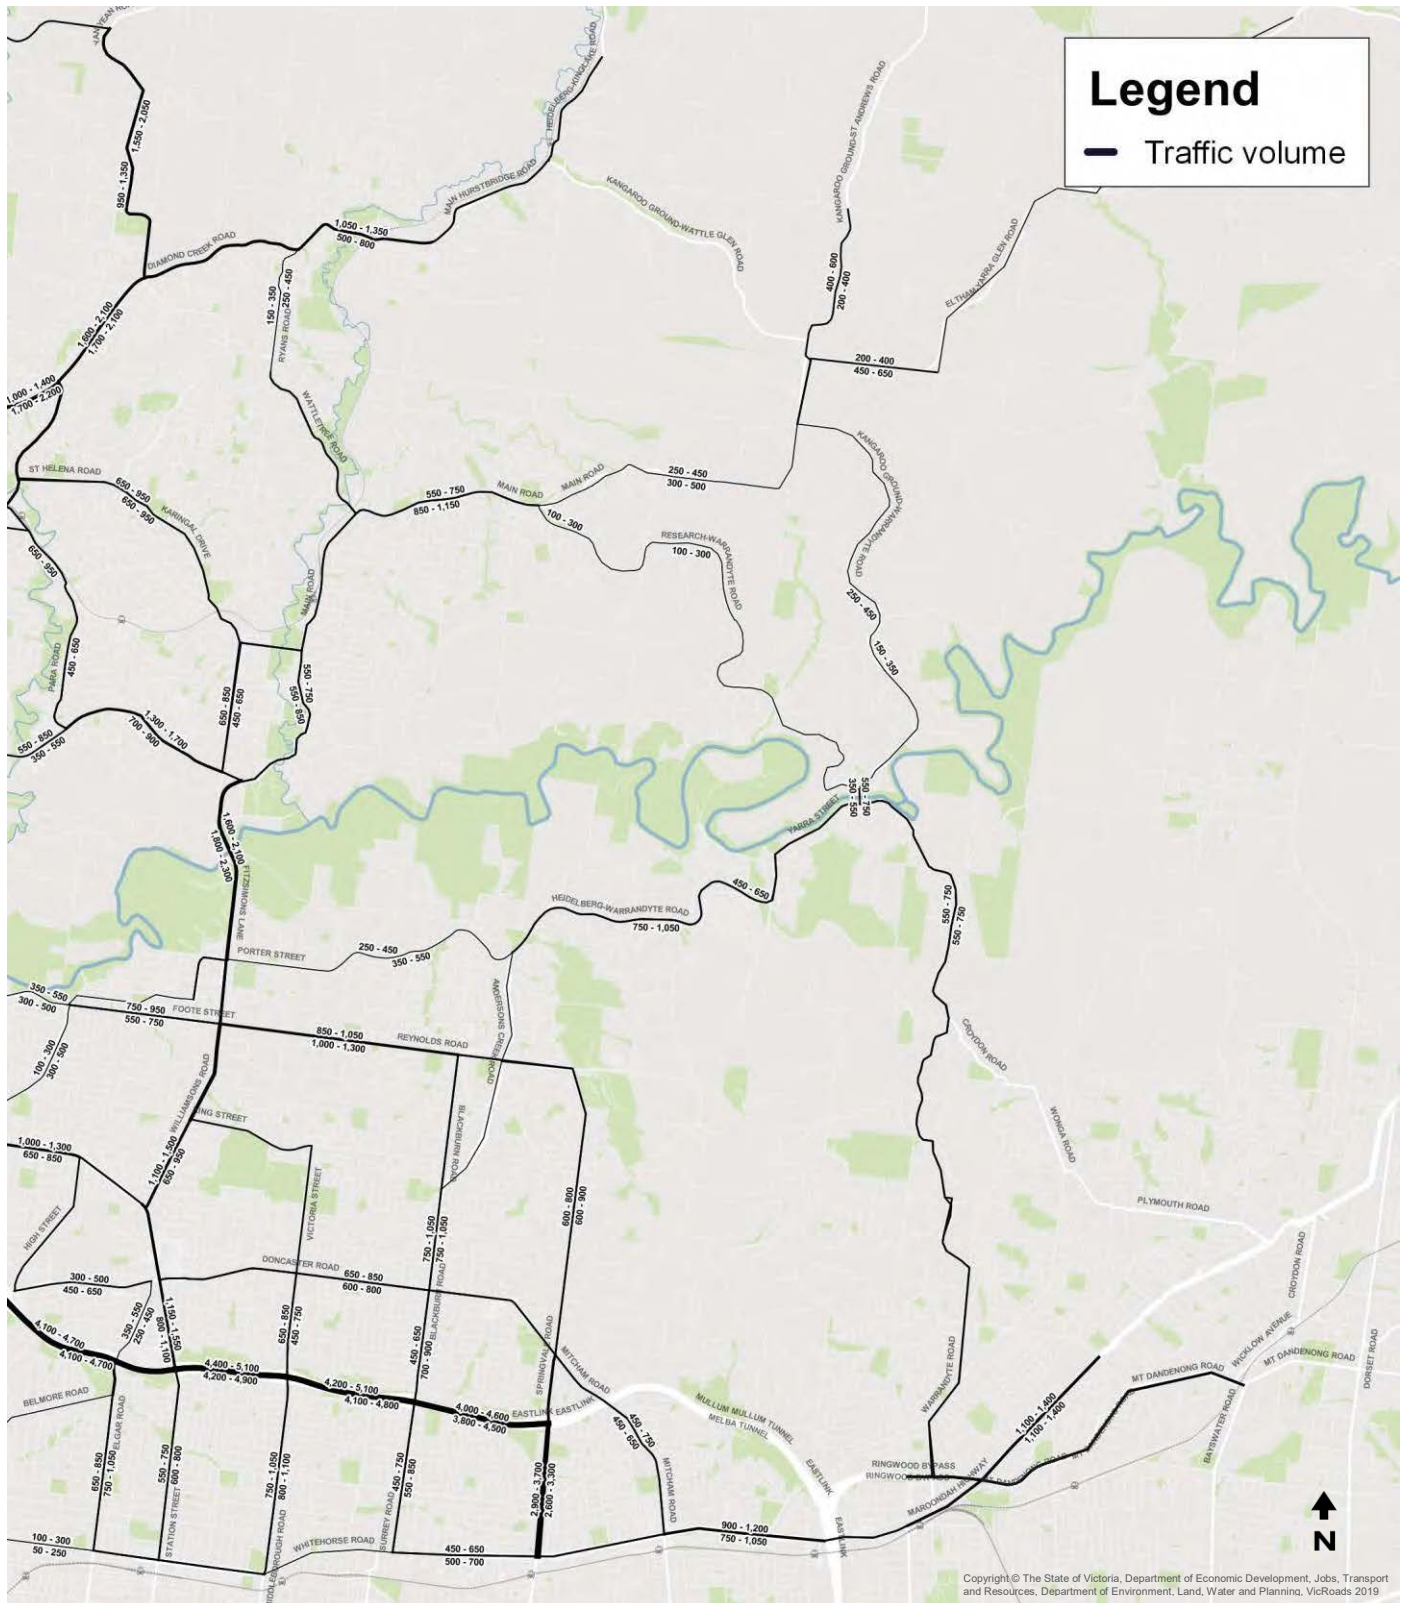 YAN YEAN ROAD
HEIDELBERG-KINGLAKE ROAD
KANGAROO GROUND-ST ANDREWS ROAD
Legend
Traffic volume
1,550 - 2,050
950 - 1,350
MAIN HURSTBRIDGE ROAD
KANGAROO GROUND-WATTLE GLEN ROAD
ELTHAM-YARRA GLEN ROAD
1,050 - 1,350
500 - 800
DIAMOND CREEK ROAD
150 - 350
250 - 450
RYANS ROAD
400 - 600
200 - 400
1,600 - 2,100
1,700 - 2,100
200 - 400
450 - 650
1,000 - 1,400
1,700 - 2,200
WATTLETREE ROAD
ST HELENA ROAD
650 - 950
650 - 950
KARINGAL DRIVE
550 - 750
850 - 1,150
MAIN ROAD
MAIN ROAD
250 - 450
300 - 500
KANGAROO GROUND-WARRANDYTE ROAD
100 - 300
RESEARCH-WARRANDYTE ROAD
100 - 300
650 - 950
MAIN ROAD
250 - 450
150 - 350
PARA ROAD
450 - 650
650 - 850
450 - 650
550 - 750
550 - 850
1,300 - 1,700
700 - 900
550 - 850
350 - 550
550 - 750
350 - 550
YARRA STREET
1,600 - 2,100
1,800 - 2,300
FITZSIMONS LANE
450 - 650
HEIDELBERG-WARRANDYTE ROAD
750 - 1,050
550 - 750
550 - 750
PORTER STREET
250 - 450
350 - 550
ANDERSONS CREEK ROAD
350 - 550
300 - 500
750 - 950
550 - 750
FOOTE STREET
850 - 1,050
1,000 - 1,300
REYNOLDS ROAD
CROYDON ROAD
100 - 300
300 - 500
WILLIAMSONS ROAD
KING STREET
BLACKBURN ROAD
WONGA ROAD
1,000 - 1,300
650 - 850
1,100 - 1,500
650 - 950
VICTORIA STREET
600 - 800
600 - 900
PLYMOUTH ROAD
HIGH STREET
750 - 1,050
750 - 1,050
CROYDON ROAD
DONCASTER ROAD
650 - 850
600 - 800
300 - 500
450 - 650
350 - 550
250 - 450
1,150 - 1,550
800 - 1,100
650 - 850
450 - 750
BLACKBURN ROAD
450 - 650
700 - 900
4,100 - 4,700
4,100 - 4,700
4,400 - 5,100
4,200 - 4,900
4,200 - 5,100
4,100 - 4,800
4,000 - 4,600
3,800 - 4,500
SPRINGVALE ROAD
MITCHAM ROAD
EASTLINK
EASTLINK
MULLUM MULLUM TUNNEL
MELBA TUNNEL
WARRANDYTE ROAD
WICKLOW AVENUE
MT DANDENONG ROAD
MT DANDENONG ROAD
DORSET ROAD
BELMORE ROAD
ELGAR ROAD
1,100 - 1,400
1,100 - 1,400
BAYSWATER ROAD
450 - 750
450 - 650
650 - 850
750 - 1,050
550 - 750
600 - 800
STATION STREET
750 - 1,050
800 - 1,100
MIDDLEBOROUGH ROAD
450 - 750
550 - 850
SURREY ROAD
2,900 - 3,700
2,600 - 3,300
MITCHAM ROAD
EASTLINK
RINGWOOD BYPASS
RINGWOOD BYPASS
MAROONDAH HIGHWAY
EASTLINK
100 - 300
50 - 250
WHITEHORSE ROAD
450 - 650
500 - 700
900 - 1,200
750 - 1,050
N
Copyright © The State of Victoria, Department of Economic Development, Jobs, Transport
and Resources, Department of Environment, Land, Water and Planning, VicRoads 2019